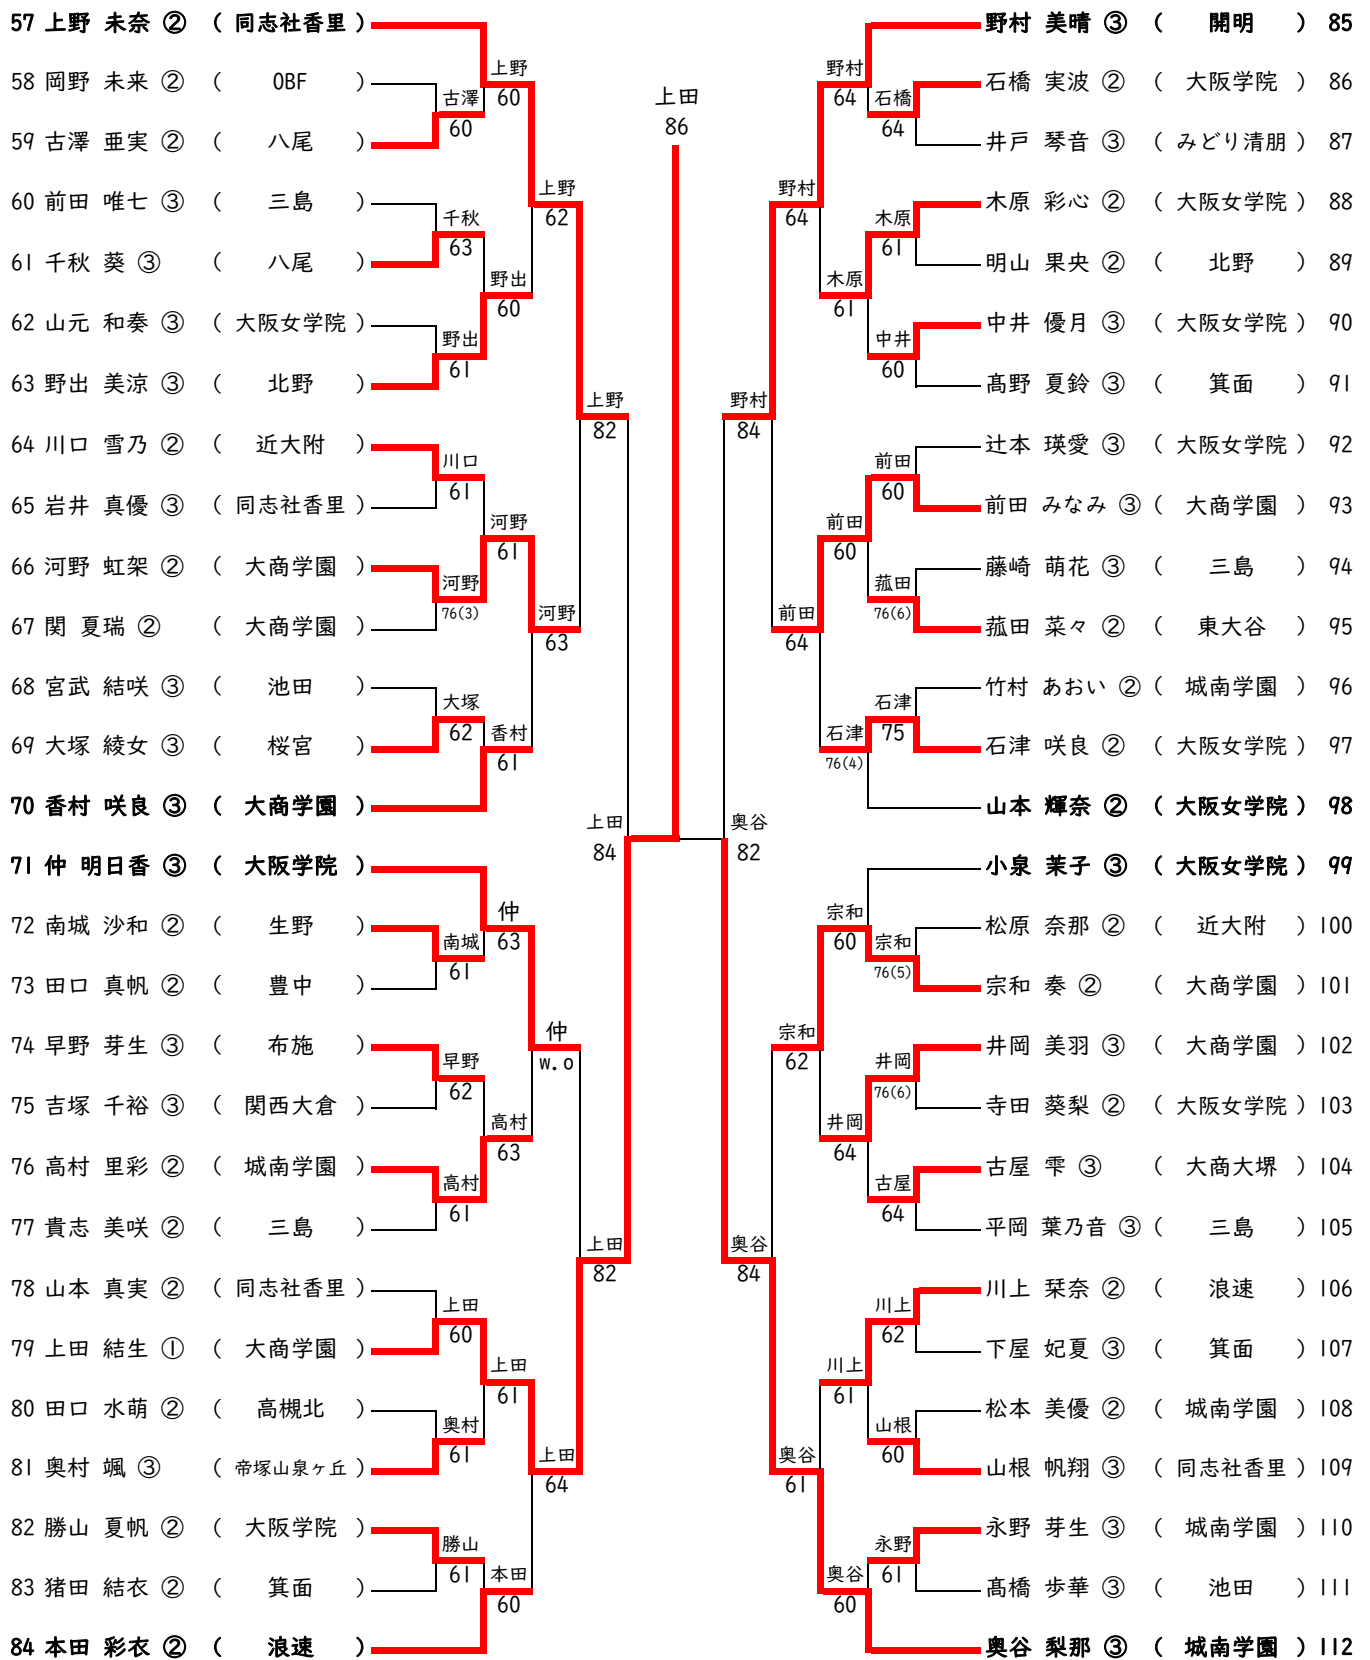 57 上野 未奈 ② ( 同志社香里 )
58 岡野 未来 ② ( OBF )
59 古澤 亜実 ② ( 八尾 )
60 前田 唯七 ③ ( 三島 )
61 千秋 葵 ③ ( 八尾 )
62 山元 和奏 ③ ( 大阪女学院 )
63 野出 美涼 ③ ( 北野 )
64 川口 雪乃 ② ( 近大附 )
65 岩井 真優 ③ ( 同志社香里 )
66 河野 虹架 ② ( 大商学園 )
67 関 夏瑞 ② ( 大商学園 )
68 宮武 結咲 ③ ( 池田 )
69 大塚 綾女 ③ ( 桜宮 )
70 香村 咲良 ③ ( 大商学園 )
71 仲 明日香 ③ ( 大阪学院 )
72 南城 沙和 ② ( 生野 )
73 田口 真帆 ② ( 豊中 )
74 早野 芽生 ③ ( 布施 )
75 吉塚 千裕 ③ ( 関西大倉 )
76 高村 里彩 ② ( 城南学園 )
77 貴志 美咲 ② ( 三島 )
78 山本 真実 ② ( 同志社香里 )
79 上田 結生 ① ( 大商学園 )
80 田口 水萌 ② ( 高槻北 )
81 奥村 颯 ③ ( 帝塚山泉ヶ丘 )
82 勝山 夏帆 ② ( 大阪学院 )
83 猪田 結衣 ② ( 箕面 )
84 本田 彩衣 ② ( 浪速 )
古澤
60
千秋
63
野出
61
川口
61
河野
76(3)
大塚
62
南城
61
早野
62
高村
61
上田
60
奥村
61
勝山
61
上野
60
野出
60
河野
61
香村
61
仲
63
高村
63
上田
61
本田
60
上野
62
河野
63
仲
w.o
上田
64
上野
82
上田
82
上田
84
上田
86
奥谷
82
野村
84
奥谷
84
野村
64
前田
64
宗和
62
奥谷
61
野村
64
木原
61
前田
60
石津
76(4)
宗和
60
井岡
64
川上
61
奥谷
60
石橋
64
木原
61
中井
60
前田
60
菰田
76(6)
石津
75
宗和
76(5)
井岡
76(6)
古屋
64
川上
62
山根
60
永野
61
野村 美晴 ③ ( 開明 ) 85
石橋 実波 ② ( 大阪学院 ) 86
井戸 琴音 ③ ( みどり清朋 ) 87
木原 彩心 ② ( 大阪女学院 ) 88
明山 果央 ② ( 北野 ) 89
中井 優月 ③ ( 大阪女学院 ) 90
髙野 夏鈴 ③ ( 箕面 ) 91
辻本 瑛愛 ③ ( 大阪女学院 ) 92
前田 みなみ ③ ( 大商学園 ) 93
藤崎 萌花 ③ ( 三島 ) 94
菰田 菜々 ② ( 東大谷 ) 95
竹村 あおい ② ( 城南学園 ) 96
石津 咲良 ② ( 大阪女学院 ) 97
山本 輝奈 ② ( 大阪女学院 ) 98
小泉 茉子 ③ ( 大阪女学院 ) 99
松原 奈那 ② ( 近大附 ) 100
宗和 奏 ② ( 大商学園 ) 101
井岡 美羽 ③ ( 大商学園 ) 102
寺田 葵梨 ② ( 大阪女学院 ) 103
古屋 雫 ③ ( 大商大堺 ) 104
平岡 葉乃音 ③ ( 三島 ) 105
川上 栞奈 ② ( 浪速 ) 106
下屋 妃夏 ③ ( 箕面 ) 107
松本 美優 ② ( 城南学園 ) 108
山根 帆翔 ③ ( 同志社香里 ) 109
永野 芽生 ③ ( 城南学園 ) 110
髙橋 歩華 ③ ( 池田 ) 111
奥谷 梨那 ③ ( 城南学園 ) 112